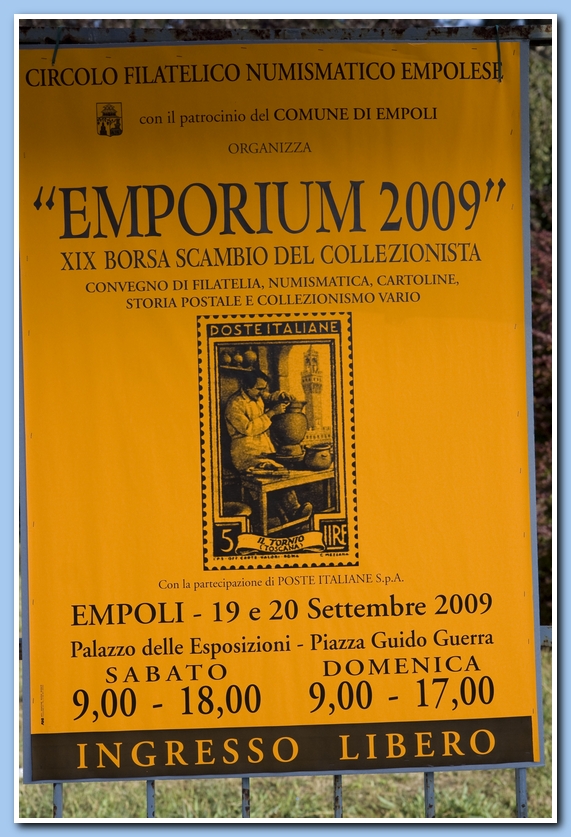 CIRCOLO FILATELICO NUMISMATICO EMPOLESE
con il patrocinio del COMUNE DI EMPOLI
ORGANIZZA
“EMPORIUM 2009”
XIX BORSA SCAMBIO DEL COLLEZIONISTA
CONVEGNO DI FILATELIA, NUMISMATICA, CARTOLINE,
STORIA POSTALE E COLLEZIONISMO VARIO
POSTE ITALIANE
5 LIRE
IL TORNIO
(TOSCANA)
Con la partecipazione di POSTE ITALIANE S.p.A.
EMPOLI - 19 e 20 Settembre 2009
Palazzo delle Esposizioni - Piazza Guido Guerra
SABATO DOMENICA
9,00 - 18,00 9,00 - 17,00
INGRESSO LIBERO